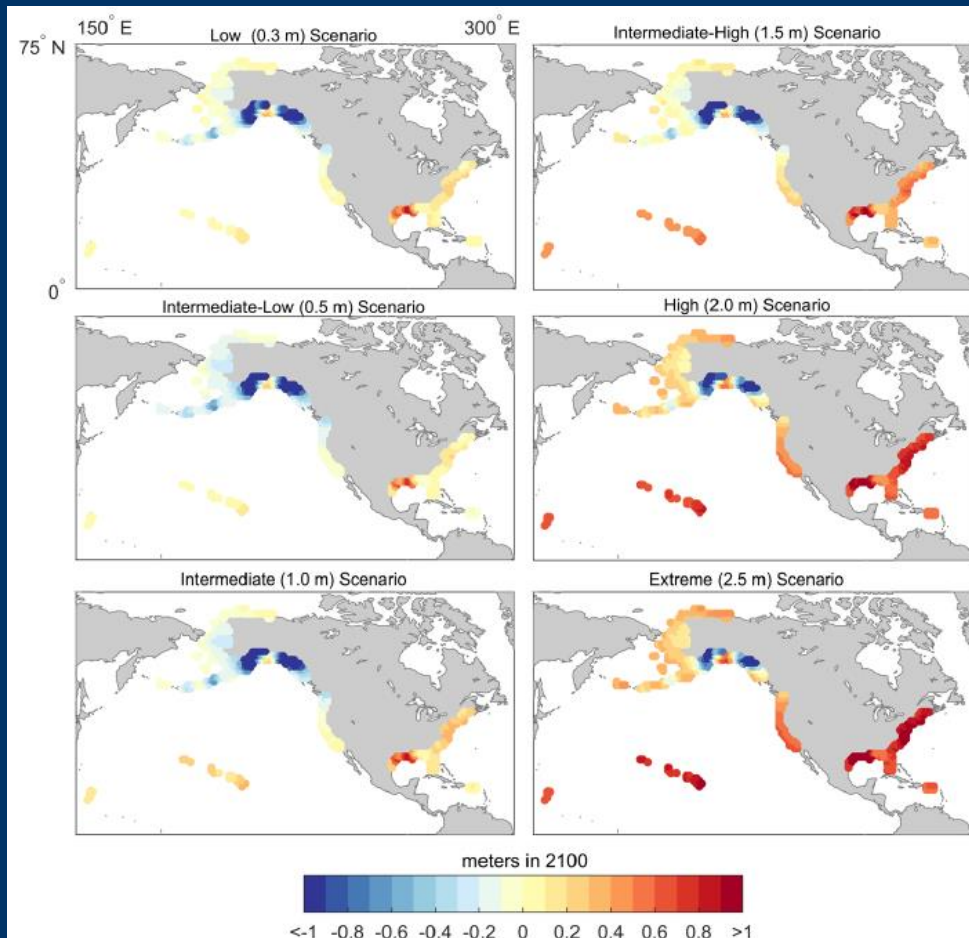 150° E 300° E
75° N
Low (0.3 m) Scenario
Intermediate-High (1.5 m) Scenario
0°
Intermediate-Low (0.5 m) Scenario
High (2.0 m) Scenario
Intermediate (1.0 m) Scenario
Extreme (2.5 m) Scenario
meters in 2100
<-1 -0.8 -0.6 -0.4 -0.2 0 0.2 0.4 0.6 0.8 >1